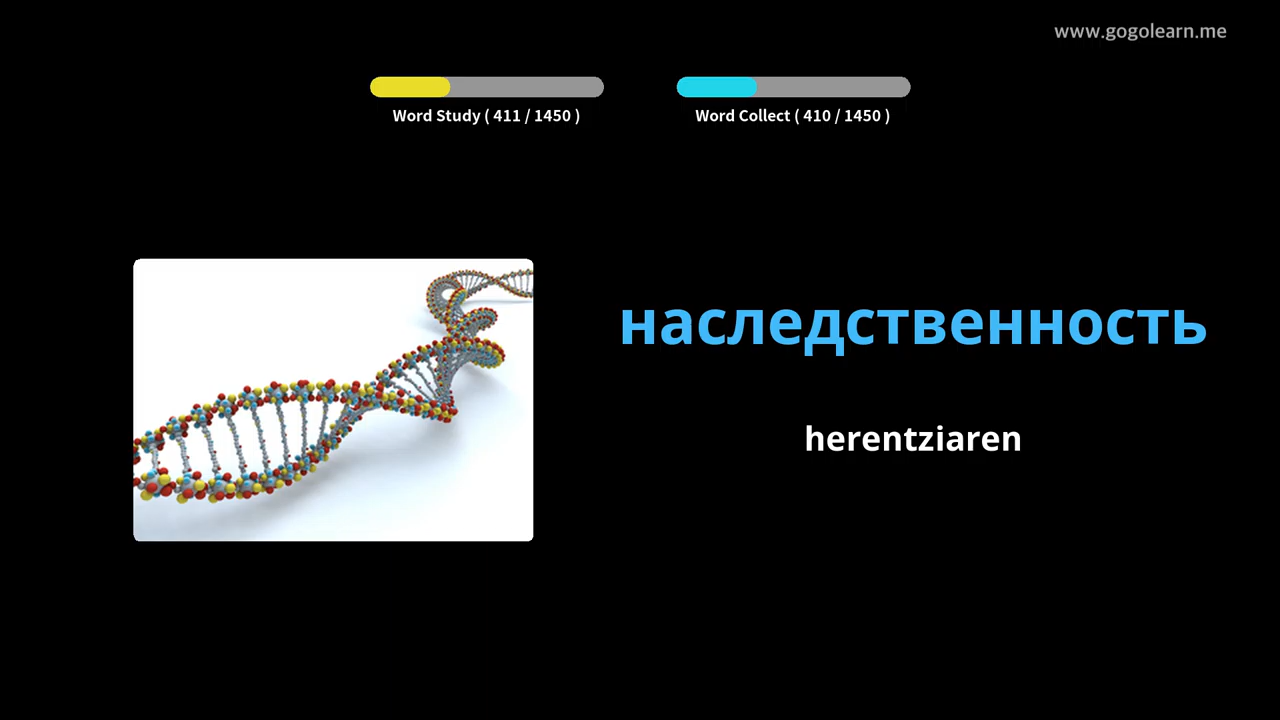 www.gogolearn.me
Word Study ( 411 / 1450 )
Word Collect ( 410 / 1450 )
наследственность
herentziaren